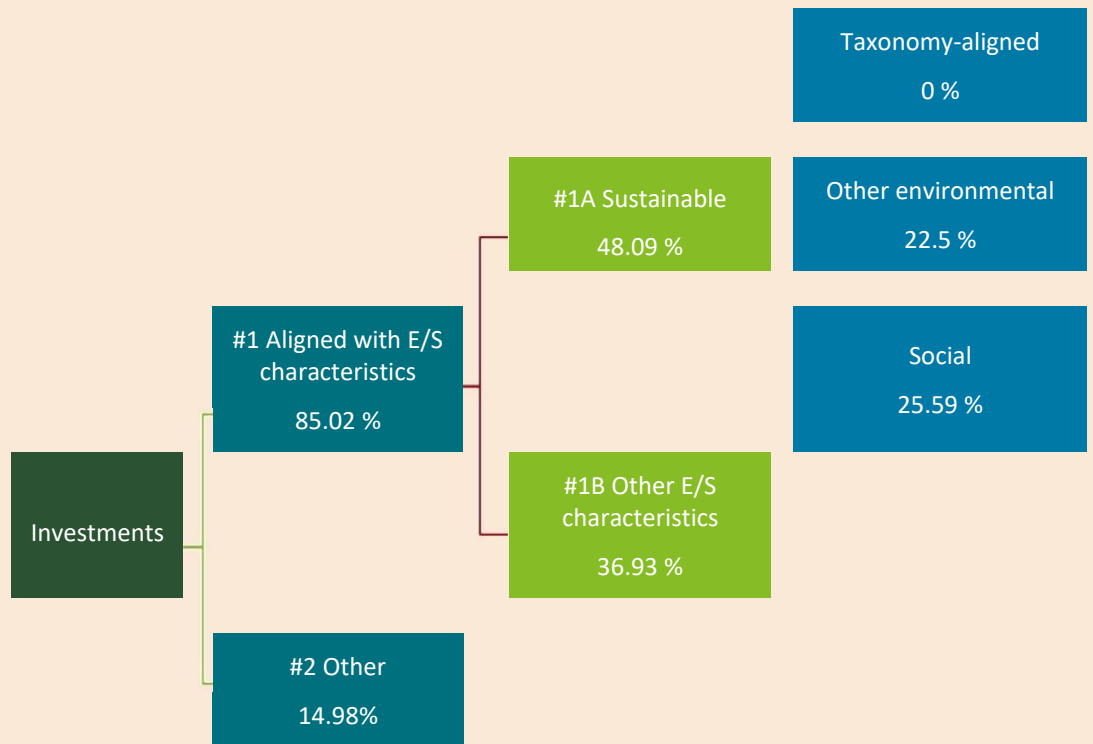 Investments
#1 Aligned with E/S
characteristics
85.02 %
#2 Other
14.98%
#1A Sustainable
48.09 %
#1B Other E/S
characteristics
36.93 %
Taxonomy-aligned
0 %
Other environmental
22.5 %
Social
25.59 %